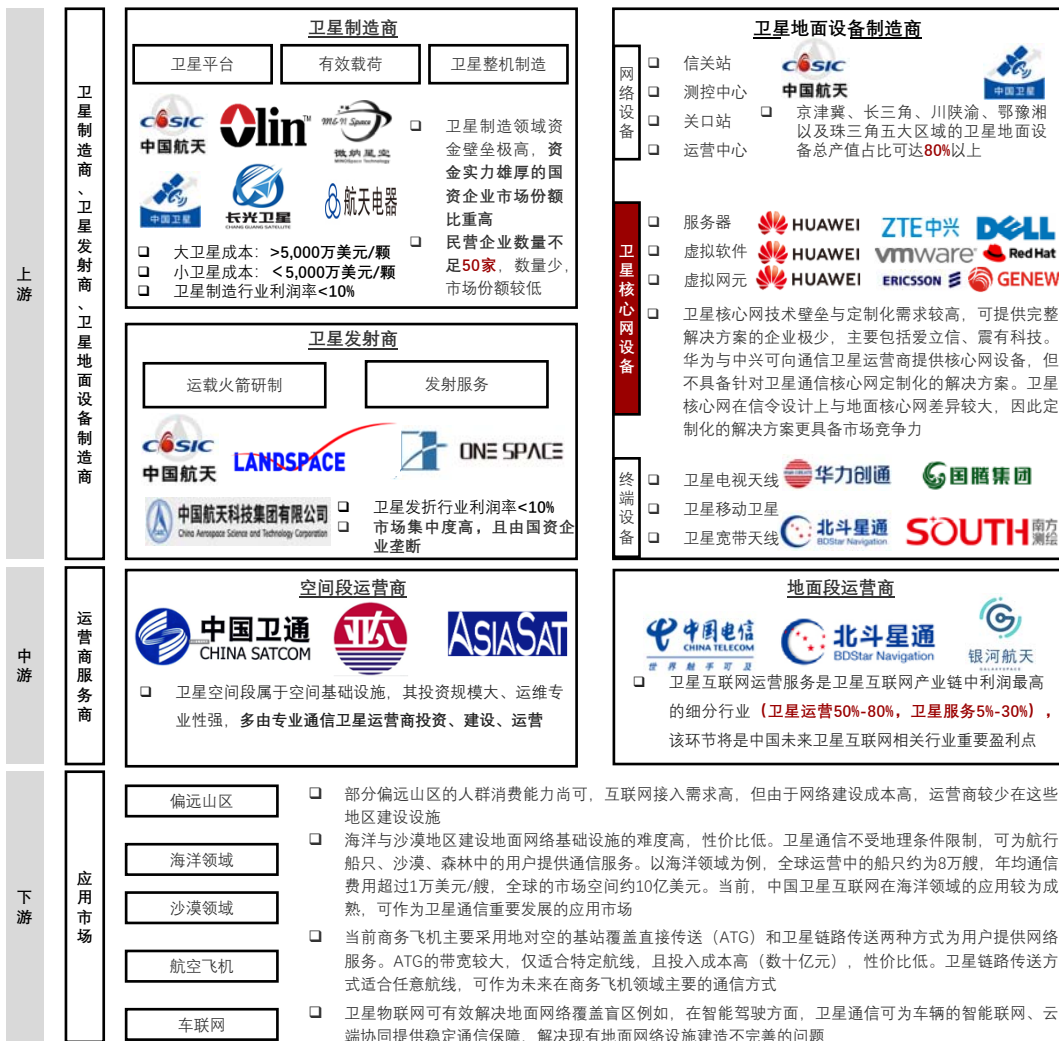 上游
卫星制造商、卫星发射商、卫星地面设备制造商
卫星制造商
卫星平台
有效载荷
卫星整机制造
CASIC
中国航天
Olin™
M&N Space
微纳星空
MINOSpace Technology
中国卫星
长光卫星
CHANG GUANG SATELLITE
航天电器
卫星制造领域资
金壁垒极高，资
金实力雄厚的国
资企业市场份额
比重高
民营企业数量不
足50家，数量少，
市场份额较低
大卫星成本：>5,000万美元/颗
小卫星成本：＜5,000万美元/颗
卫星制造行业利润率<10%
卫星发射商
运载火箭研制
发射服务
CASIC
中国航天
LANDSPACE
ONE SPACE
中国航天科技集团有限公司
China Aerospace Science and Technology Corporation
卫星发折行业利润率<10%
市场集中度高，且由国资企
业垄断
卫星地面设备制造商
网络设备
信关站
测控中心
关口站
运营中心
CASIC
中国航天
中国卫星
京津冀、长三角、川陕渝、鄂豫湘
以及珠三角五大区域的卫星地面设
备总产值占比可达80%以上
卫星核心网设备
服务器
HUAWEI
ZTE中兴
DELL
虚拟软件
HUAWEI
vmware
Red Hat
虚拟网元
HUAWEI
ERICSSON
GENEW
卫星核心网技术壁垒与定制化需求较高，可提供完整
解决方案的企业极少，主要包括爱立信、震有科技。
华为与中兴可向通信卫星运营商提供核心网设备，但
不具备针对卫星通信核心网定制化的解决方案。卫星
核心网在信令设计上与地面核心网差异较大，因此定
制化的解决方案更具备市场竞争力
终端设备
卫星电视天线
卫星移动卫星
卫星宽带天线
华力创通
国腾集团
北斗星通
BDStar Navigation
SOUTH
南方测绘
中游
运营商服务商
空间段运营商
中国卫通
CHINA SATCOM
亚太
ASIASAT
卫星空间段属于空间基础设施，其投资规模大、运维专
业性强，多由专业通信卫星运营商投资、建设、运营
地面段运营商
中国电信
CHINA TELECOM
世界触手可及
北斗星通
BDStar Navigation
银河航天
GALAXYSPACE
卫星互联网运营服务是卫星互联网产业链中利润最高
的细分行业（卫星运营50%-80%，卫星服务5%-30%），
该环节将是中国未来卫星互联网相关行业重要盈利点
下游
应用市场
偏远山区
部分偏远山区的人群消费能力尚可，互联网接入需求高，但由于网络建设成本高，运营商较少在这些
地区建设设施
海洋领域
沙漠领域
海洋与沙漠地区建设地面网络基础设施的难度高，性价比低。卫星通信不受地理条件限制，可为航行
船只、沙漠、森林中的用户提供通信服务。以海洋领域为例，全球运营中的船只约为8万艘，年均通信
费用超过1万美元/艘，全球的市场空间约10亿美元。当前，中国卫星互联网在海洋领域的应用较为成
熟，可作为卫星通信重要发展的应用市场
航空飞机
当前商务飞机主要采用地对空的基站覆盖直接传送（ATG）和卫星链路传送两种方式为用户提供网络
服务。ATG的带宽较大，仅适合特定航线，且投入成本高（数十亿元），性价比低。卫星链路传送方
式适合任意航线，可作为未来在商务飞机领域主要的通信方式
车联网
卫星物联网可有效解决地面网络覆盖盲区例如，在智能驾驶方面，卫星通信可为车辆的智能联网、云
端协同提供稳定通信保障，解决现有地面网络设施建造不完善的问题